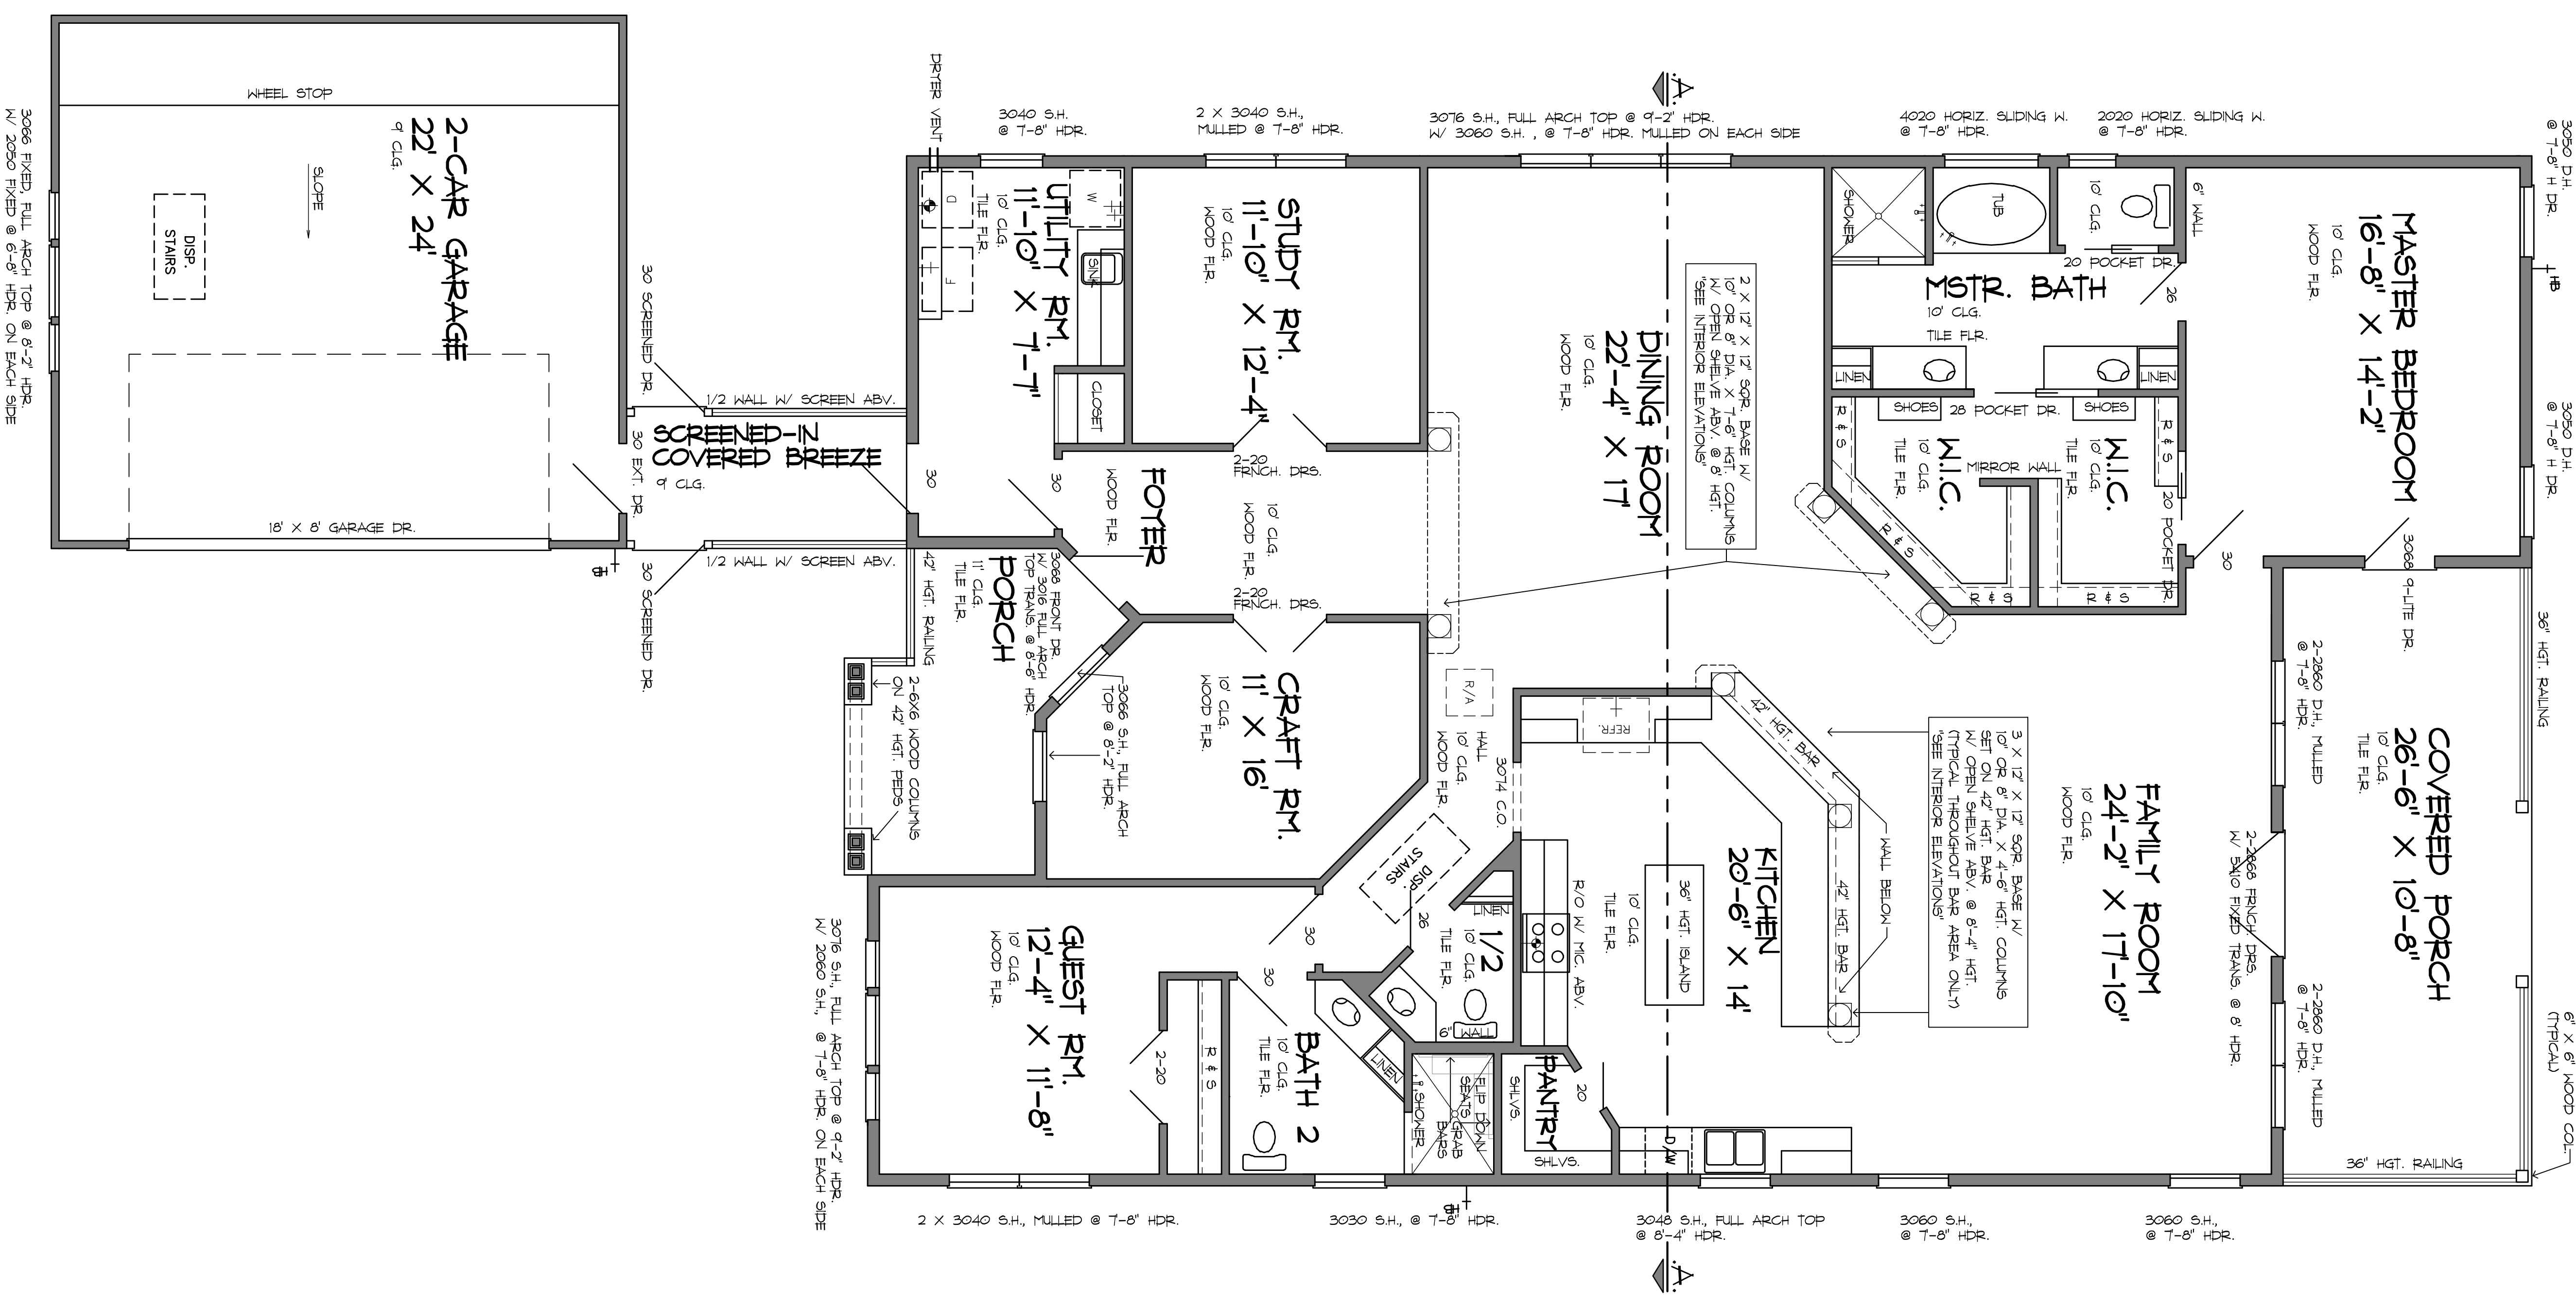 3066 FIXED, FULL ARCH TOP @ 8'-2" HDR.
W/ 2050 FIXED @ 6'-8" HDR. ON EACH SIDE
WHEEL STOP
2-CAR GARAGE
22' X 24'
9' CLG.
SLOPE
DISP.
STAIRS
18' X 8' GARAGE DR.
30 SCREENED DR.
1/2 WALL W/ SCREEN ABV.
SCREENED-IN
COVERED BREEZE
9' CLG.
30 EXT. DR.
1/2 WALL W/ SCREEN ABV.
30 SCREENED DR.
HB
DRYER VENT
3040 S.H.
@ 7'-8" HDR.
D
F
W
SINK
UTILITY RM.
11'-10" X 7'-7"
10' CLG.
TILE FLR.
CLOSET
30
30
2 X 3040 S.H.,
MULLED @ 7'-8" HDR.
STUDY RM.
11'-10" X 12'-4"
10' CLG.
WOOD FLR.
2-20
FRNCH. DRS.
FOYER
WOOD FLR.
10' CLG.
WOOD FLR.
2-20
FRNCH. DRS.
PORCH
11' CLG.
TILE FLR.
3068 FRONT DR.
W/ 3016 FULL ARCH
TOP TRANS. @ 8'-6" HDR.
42" HGT. RAILING
2-6X6 WOOD COLUMNS
ON 42" HGT. PEDS
3066 S.H., FULL ARCH
TOP @ 8'-2" HDR.
CRAFT RM.
11' X 16'
10' CLG.
WOOD FLR.
3076 S.H., FULL ARCH TOP @ 9'-2" HDR.
W/ 3060 S.H. , @ 7'-8" HDR. MULLED ON EACH SIDE
A.
DINING ROOM
22'-4" X 17'
10' CLG.
WOOD FLR.
2 X 12" X 12" SQR. BASE W/
10" OR 8" DIA. X 7'-6" HGT. COLUMNS
W/ OPEN SHELVE ABV. @ 8' HGT.
"SEE INTERIOR ELEVATIONS"
4020 HORIZ. SLIDING W.
@ 7'-8" HDR.
2020 HORIZ. SLIDING W.
@ 7'-8" HDR.
SHOWER
TUB
10' CLG.
6" WALL
20 POCKET DR.
MSTR. BATH
10' CLG.
TILE FLR.
26
LINEN
LINEN
SHOES
28 POCKET DR.
SHOES
R & S
R & S
W.I.C.
10' CLG.
TILE FLR.
MIRROR WALL
W.I.C.
10' CLG.
TILE FLR.
20 POCKET DR.
R & S
R & S
R & S
30
MASTER BEDROOM
16'-8" X 14'-2"
10' CLG.
WOOD FLR.
3050 D.H.
@ 7'-8" H DR.
HB
3050 D.H.
@ 7'-8" H DR.
3068 9-LITE DR.
36" HGT. RAILING
2-2860 D.H., MULLED
@ 7'-8" HDR.
COVERED PORCH
26'-6" X 10'-8"
10' CLG.
TILE FLR.
2-2868 FRNCH. DRS.
W/ 5410 FIXED TRANS. @ 8' HDR.
2-2860 D.H., MULLED
@ 7'-8" HDR.
6" X 6" WOOD COL.
(TYPICAL)
36" HGT. RAILING
FAMILY ROOM
24'-2" X 17'-10"
10' CLG.
WOOD FLR.
3 X 12" X 12" SQR. BASE W/
10" OR 8" DIA. X 4'-6" HGT. COLUMNS
SET ON 42" HGT. BAR
W/ OPEN SHELVE ABV. @ 8'-4" HGT.
(TYPICAL THROUGHOUT BAR AREA ONLY)
"SEE INTERIOR ELEVATIONS"
WALL BELOW
42" HGT. BAR
42" HGT. BAR
REFR.
R/A
HALL
10' CLG.
WOOD FLR.
3074 C.O.
KITCHEN
20'-6" X 14'
36" HGT. ISLAND
10' CLG.
TILE FLR.
R/O W/ MIC. ABV.
DISP.
STAIRS
LINEN
26
1/2
10' CLG.
TILE FLR.
6" WALL
PANTRY
20
SHLVS.
SHLVS.
D/W
GUEST RM.
12'-4" X 11'-8"
10' CLG.
WOOD FLR.
30
30
2-20
R & S
BATH 2
10' CLG.
TILE FLR.
LINEN
FLIP DOWN
SEATS
GRAB
BARS
SHOWER
3076 S.H., FULL ARCH TOP @ 9'-2" HDR.
W/ 2060 S.H., @ 7'-8" HDR. ON EACH SIDE
2 X 3040 S.H., MULLED @ 7'-8" HDR.
3030 S.H., @ 7'-8" HDR.
HB
3048 S.H., FULL ARCH TOP
@ 8'-4" HDR.
A.
3060 S.H.,
@ 7'-8" HDR.
3060 S.H.,
@ 7'-8" HDR.